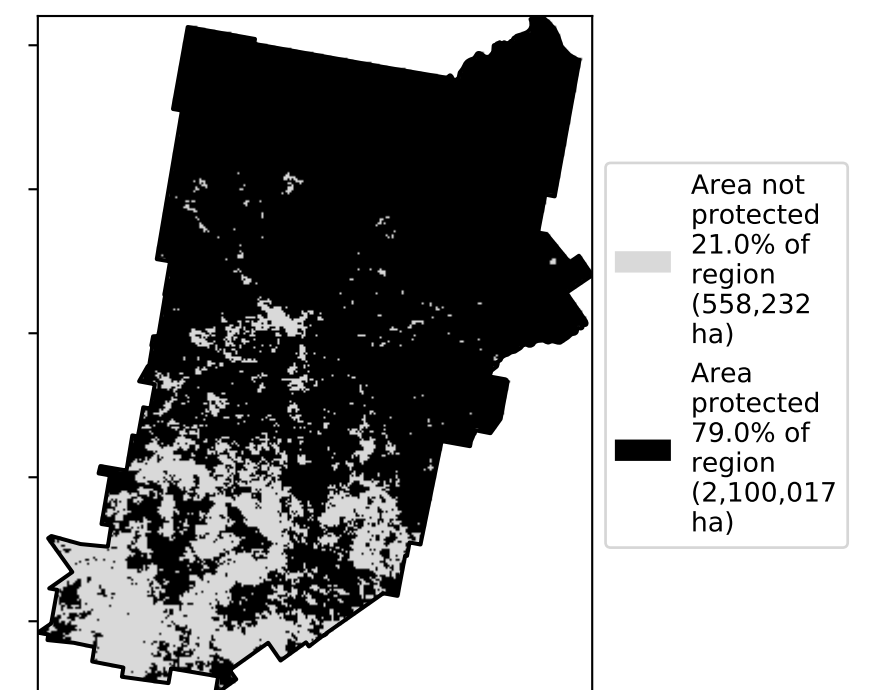 Area not
protected
21.0% of
region
(558,232
ha)
Area
protected
79.0% of
region
(2,100,017
ha)